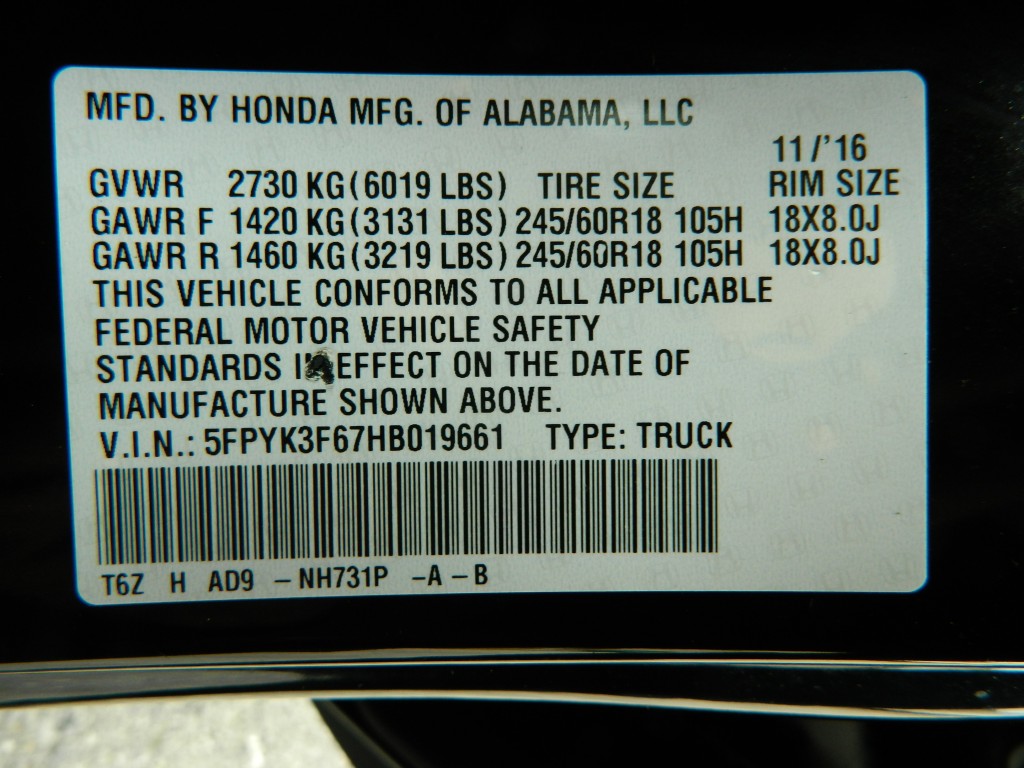 MFD. BY HONDA MFG. OF ALABAMA, LLC
11/'16
GVWR 2730 KG (6019 LBS) TIRE SIZE RIM SIZE
GAWR F 1420 KG (3131 LBS) 245/60R18 105H 18X8.0J
GAWR R 1460 KG (3219 LBS) 245/60R18 105H 18X8.0J
THIS VEHICLE CONFORMS TO ALL APPLICABLE
FEDERAL MOTOR VEHICLE SAFETY
STANDARDS IN EFFECT ON THE DATE OF
MANUFACTURE SHOWN ABOVE.
V.I.N.: 5FPYK3F67HB019661 TYPE: TRUCK
T6Z H AD9 – NH731P -A – B